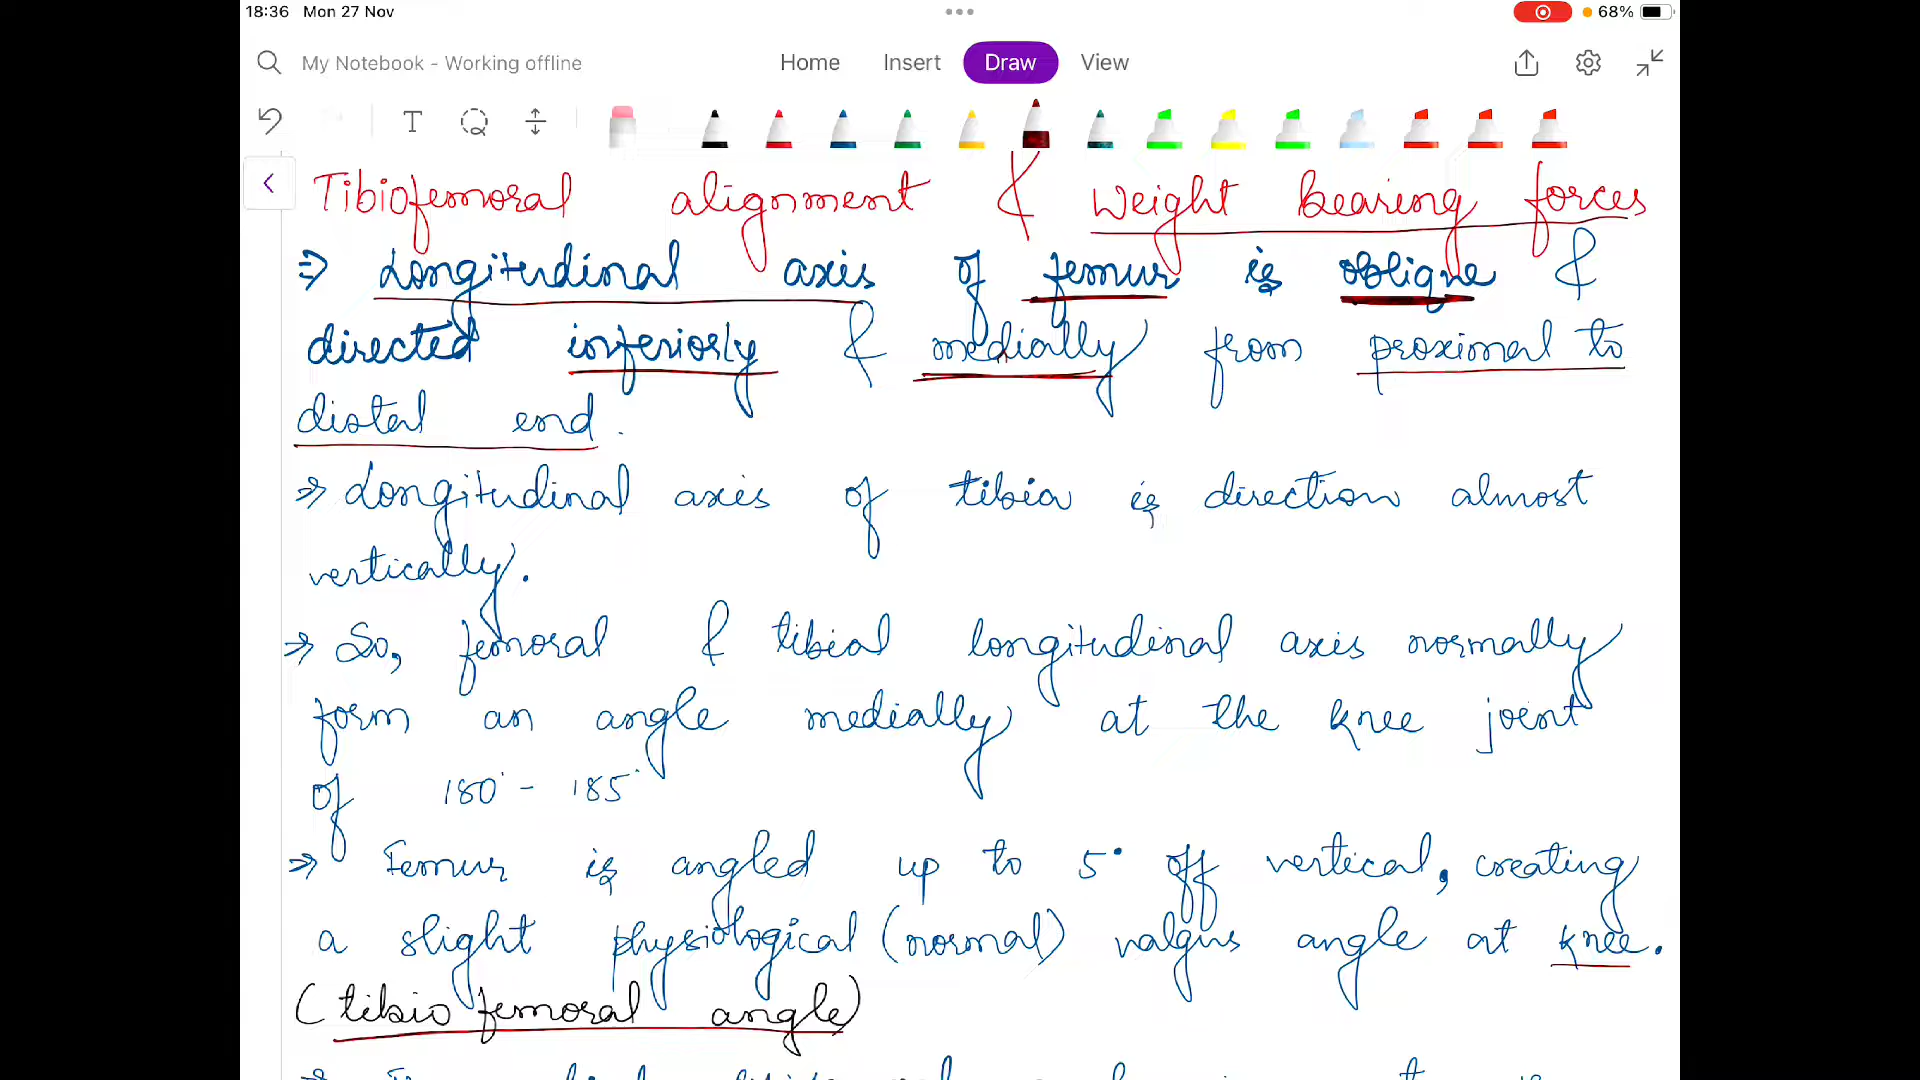 18:36 Mon 27 Nov
68%
My Notebook - Working offline
Home Insert Draw View
T
Tibiofemoral alignment & Weight bearing forces
⇒ Longitudinal axis of femur is oblique &
directed inferiorly & medially from proximal to
distal end.
⇒ Longitudinal axis of tibia is direction almost
vertically.
⇒ So, femoral & tibial longitudinal axis normally
form an angle medially at the knee joint
of 180° - 185°
⇒ Femur is angled up to 5° off vertical, creating
a slight physiological (normal) valgus angle at knee.
(tibio femoral angle)